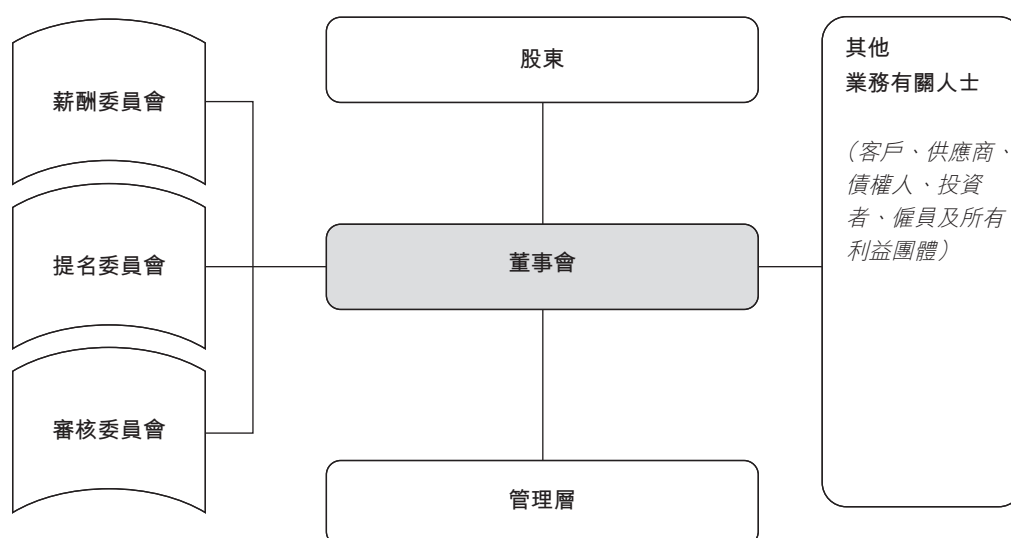 薪酬委員會
提名委員會
審核委員會
股東
董事會
管理層
其他
業務有關人士
（客戶、供應商、
債權人、投資
者、僱員及所有
利益團體）